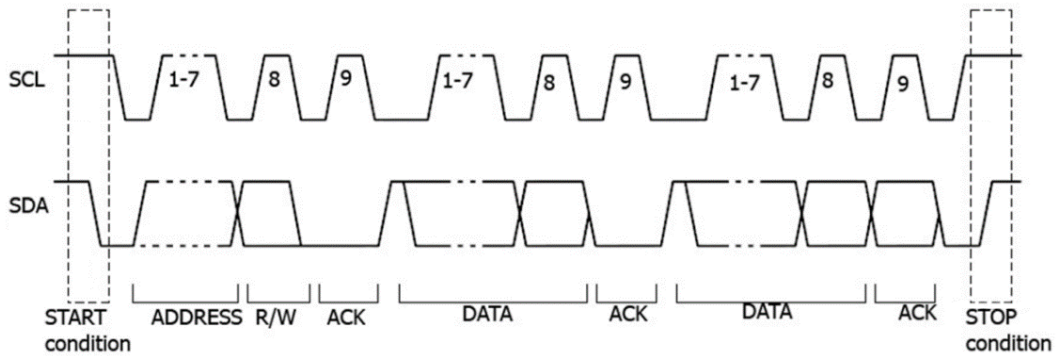 SCL
1-7
8
9
1-7
8
9
1-7
8
9
SDA
START
condition
ADDRESS
R/W
ACK
DATA
ACK
DATA
ACK
STOP
condition